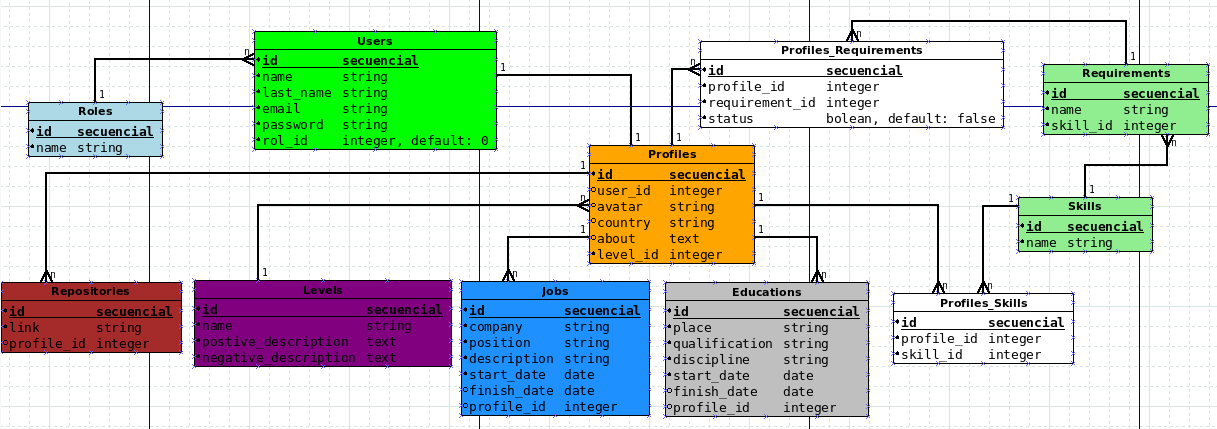 Users
id secuencial
name string
last_name string
email string
password string
rol_id integer, default: 0
n
1
1
Roles
id secuencial
name string
1
Profiles_Requirements
id secuencial
profile_id integer
requirement_id integer
status bolean, default: false
n
n
1
Requirements
id secuencial
name string
skill_id integer
1
n
Profiles
id secuencial
user_id integer
avatar string
country string
about text
level_id integer
1
n
1
1
1
Skills
id secuencial
name string
1
1
Repositories
id secuencial
link string
profile_id integer
n
Levels
id secuencial
name string
postive_description text
negative_description text
1
Jobs
id secuencial
company string
position string
description string
start_date date
finish_date date
profile_id integer
n
Educations
id secuencial
place string
qualification string
discipline string
start_date date
finish_date date
profile_id integer
n
Profiles_Skills
id secuencial
profile_id integer
skill_id integer
n
n